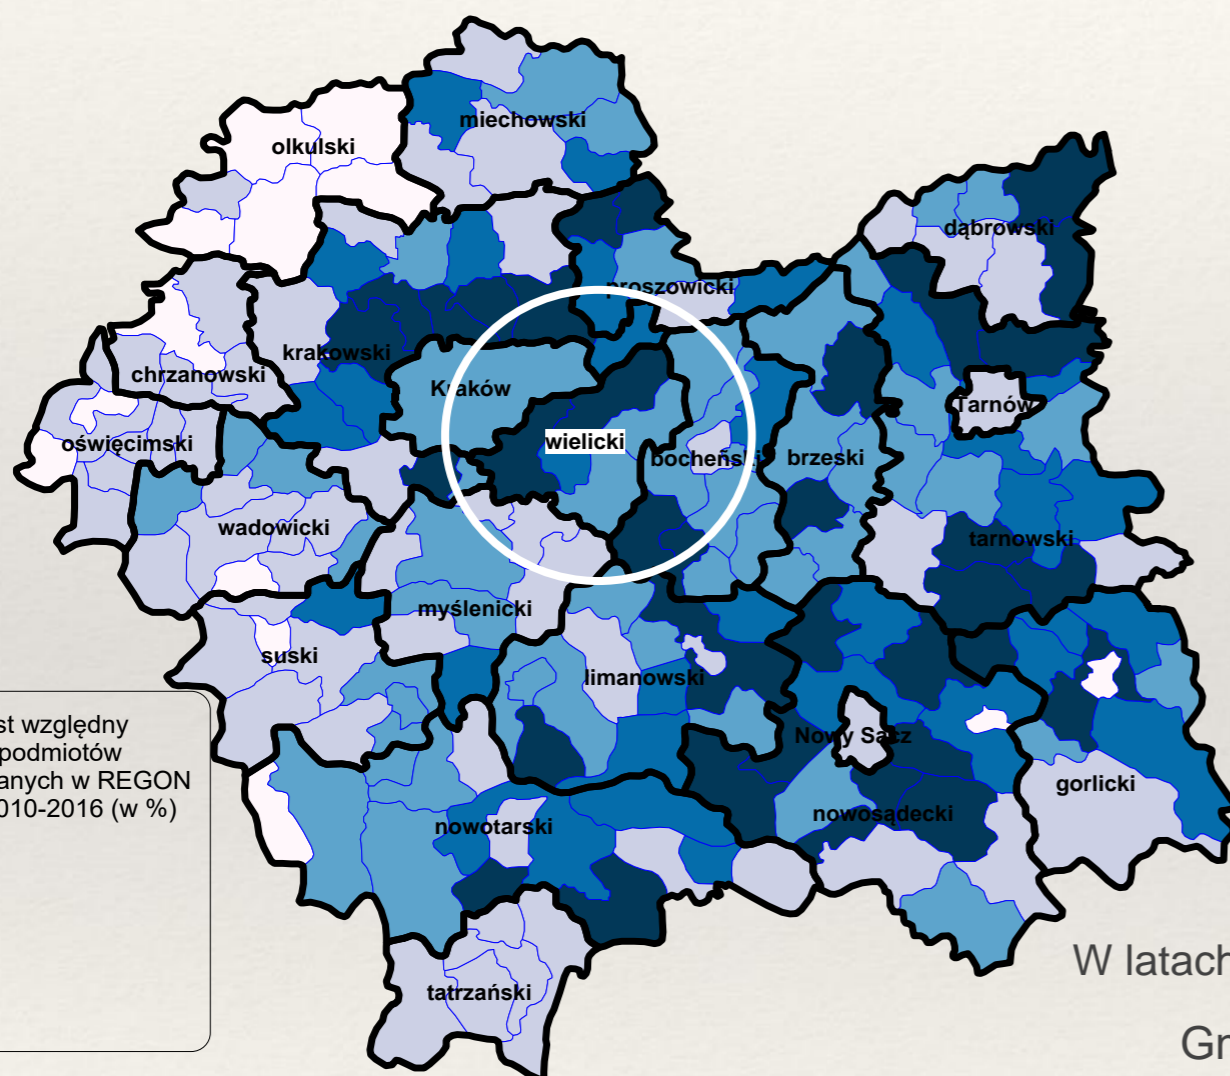 miechowski
olkulski
dąbrowski
proszowicki
krakowski
chrzanowski
Kraków
Tarnów
oświęcimski
wielicki
bocheński
brzeski
wadowicki
tarnowski
myślenicki
suski
limanowski
st względny
podmiotów
anych w REGON
010-2016 (w %)
Nowy Sącz
gorlicki
nowosądecki
nowotarski
W latach
tatrzański
Gr